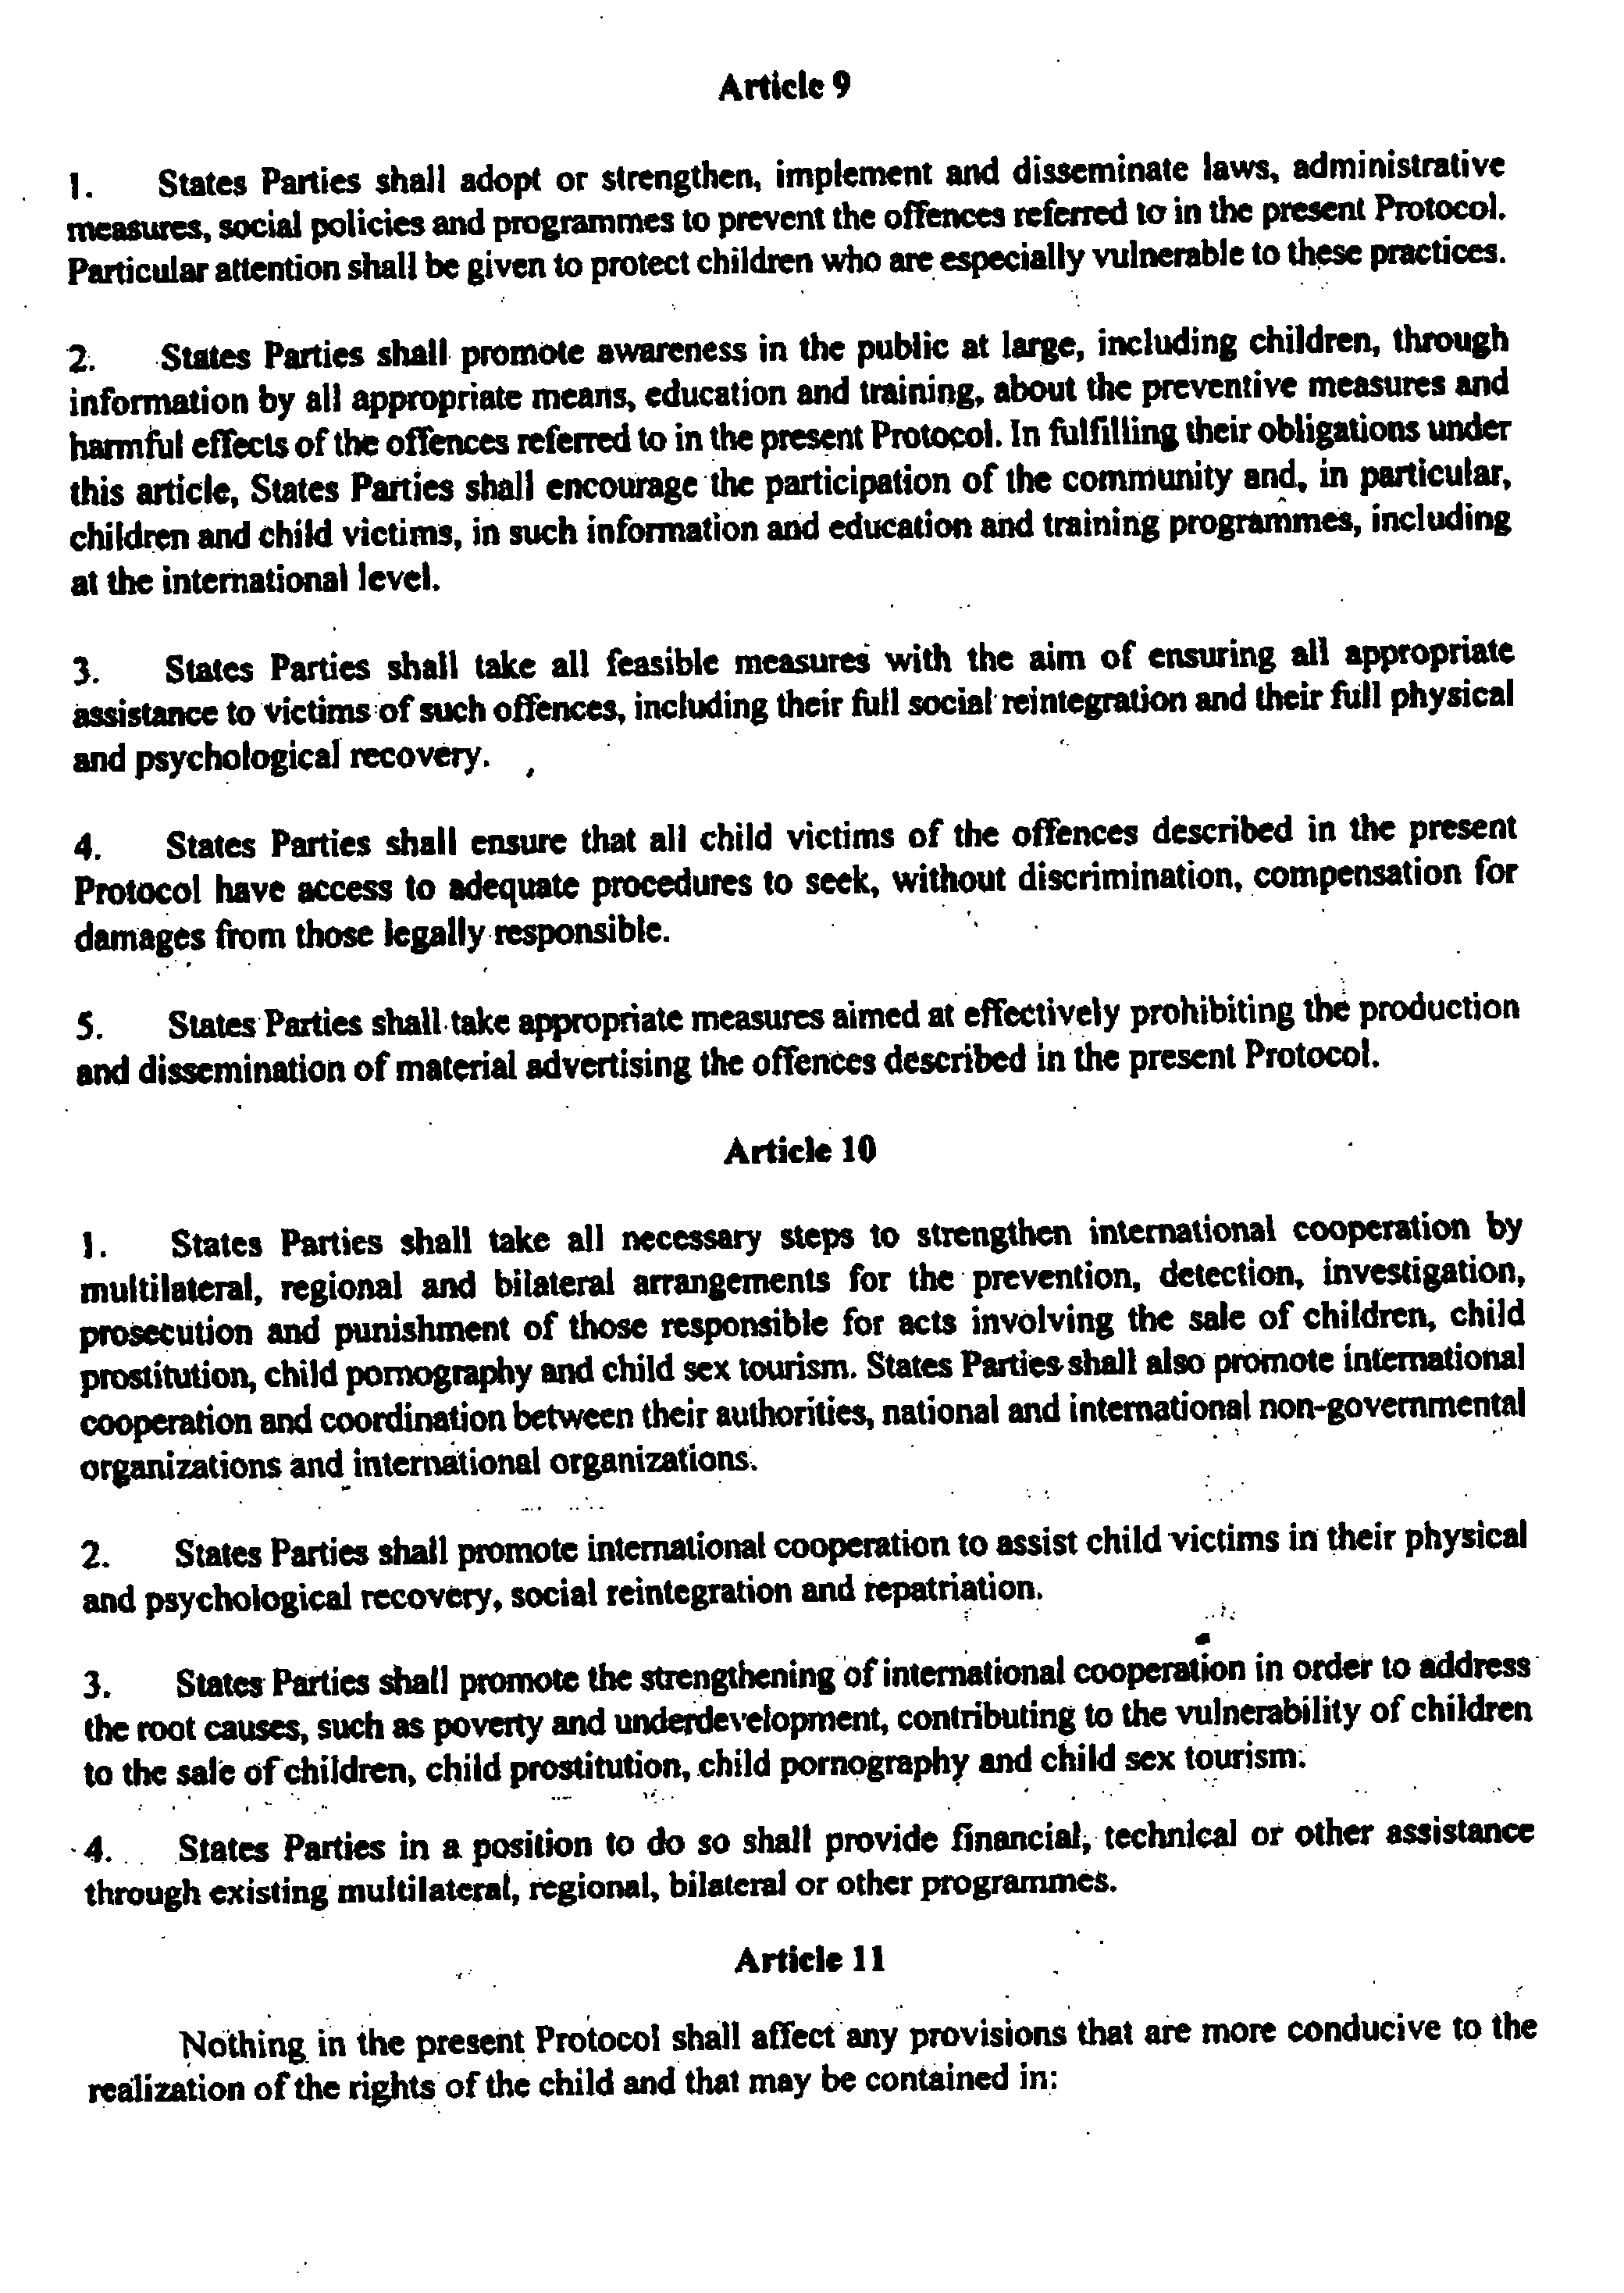 Article 9
1. States Parties shall adopt or strengthen, implement and disseminate laws, administrative
measures, social policies and programmes to prevent the offences referred to in the present Protocol.
Particular attention shall be given to protect children who are especially vulnerable to these practices.
2. States Parties shall promote awareness in the public at large, including children, through
information by all appropriate means, education and training, about the preventive measures and
harmful effects of the offences referred to in the present Protocol. In fulfilling their obligations under
this article, States Parties shall encourage the participation of the community and, in particular,
children and child victims, in such information and education and training programmes, including
at the international level.
3. States Parties shall take all feasible measures with the aim of ensuring all appropriate
assistance to victims of such offences, including their full social reintegration and their full physical
and psychological recovery.
4. States Parties shall ensure that all child victims of the offences described in the present
Protocol have access to adequate procedures to seek, without discrimination, compensation for
damages from those legally responsible.
5. States Parties shall take appropriate measures aimed at effectively prohibiting the production
and dissemination of material advertising the offences described in the present Protocol.
Article 10
1. States Parties shall take all necessary steps to strengthen international cooperation by
multilateral, regional and bilateral arrangements for the prevention, detection, investigation,
prosecution and punishment of those responsible for acts involving the sale of children, child
prostitution, child pornography and child sex tourism. States Parties shall also promote international
cooperation and coordination between their authorities, national and international non-governmental
organizations and international organizations.
2. States Parties shall promote international cooperation to assist child victims in their physical
and psychological recovery, social reintegration and repatriation.
3. States Parties shall promote the strengthening of international cooperation in order to address
the root causes, such as poverty and underdevelopment, contributing to the vulnerability of children
to the sale of children, child prostitution, child pornography and child sex tourism.
4. States Parties in a position to do so shall provide financial, technical or other assistance
through existing multilateral, regional, bilateral or other programmes.
Article 11
Nothing in the present Protocol shall affect any provisions that are more conducive to the
realization of the rights of the child and that may be contained in: